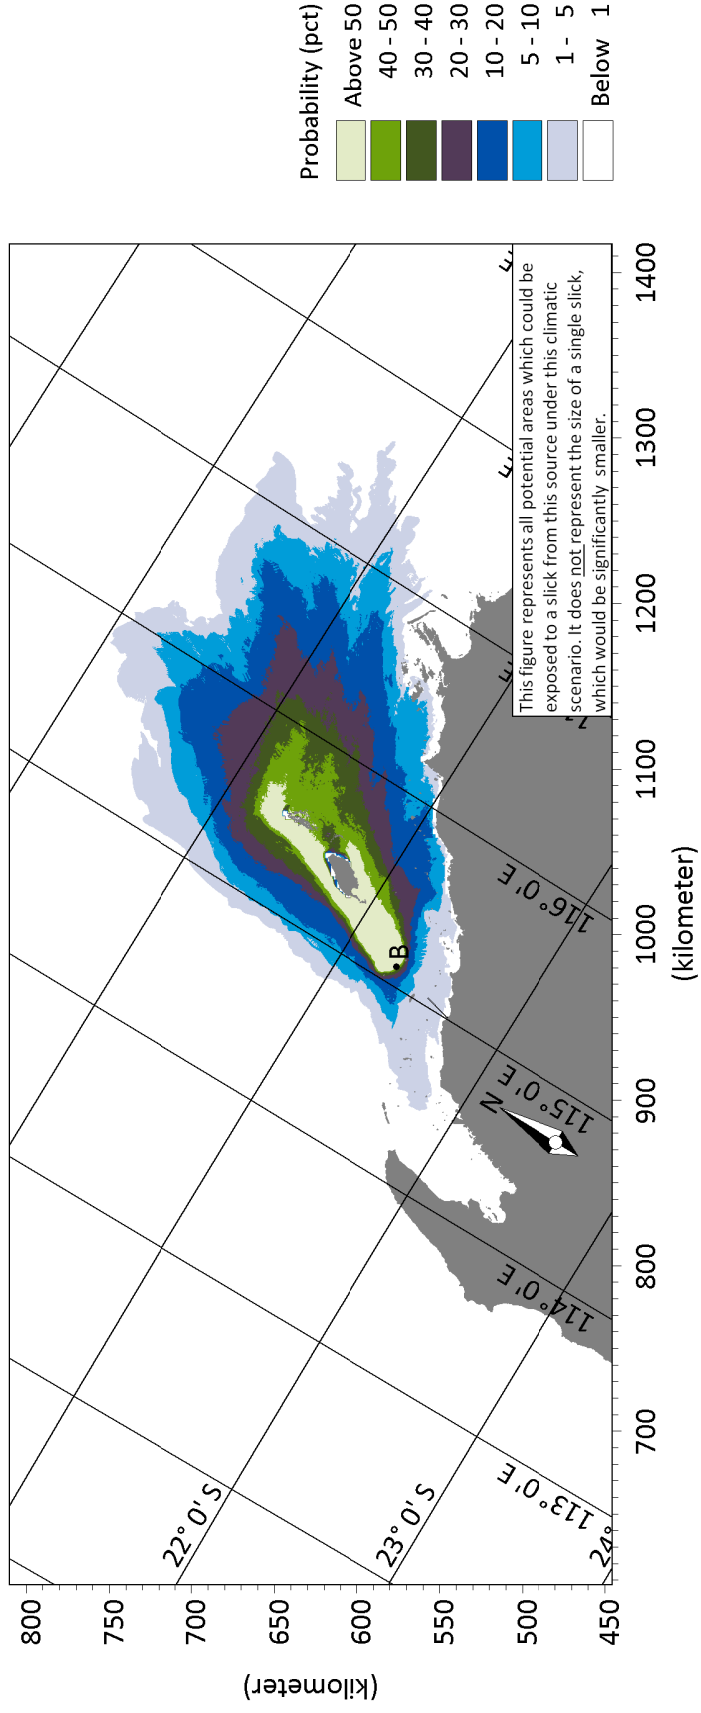 Probability (pct)
Above 50
40 - 50
30 - 40
20 - 30
10 - 20
5 - 10
1 - 5
Below 1
800
750
700
650
600
550
500
450
(kilometer)
22° 0' S
23° 0' S
24°
113° 0' E
114° 0' E
115° 0' E
116° 0' E
11
E
E
E
N
B
This figure represents all potential areas which could be
exposed to a slick from this source under this climatic
scenario. It does not represent the size of a single slick,
which would be significantly smaller.
700
800
900
1000
1100
1200
1300
1400
(kilometer)